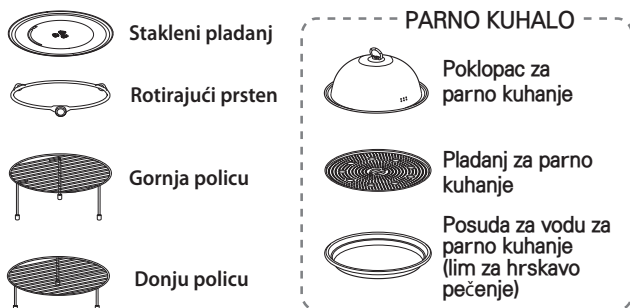 Stakleni pladanj
Rotirajući prsten
Gornja policu
Donju policu
PARNO KUHALO
Poklopac za
parno kuhanje
Pladanj za parno
kuhanje
Posuda za vodu za
parno kuhanje
(lim za hrskavo
pečenje)